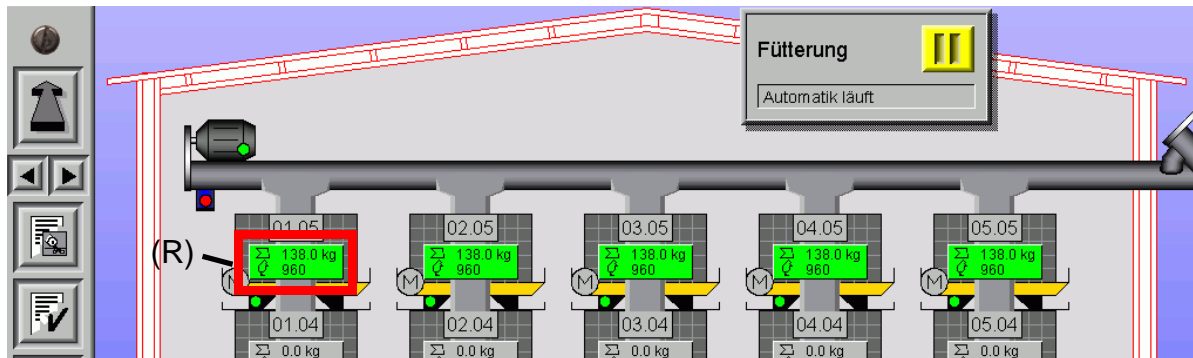 Fütterung
Automatik läuft
01.05
02.05
03.05
04.05
05.05
(R)
Σ 138.0 kg
960
Σ 138.0 kg
960
Σ 138.0 kg
960
Σ 138.0 kg
960
Σ 138.0 kg
960
M
M
M
M
M
01.04
02.04
03.04
04.04
05.04
Σ 0.0 kg
Σ 0.0 kg
Σ 0.0 kg
Σ 0.0 kg
Σ 0.0 kg